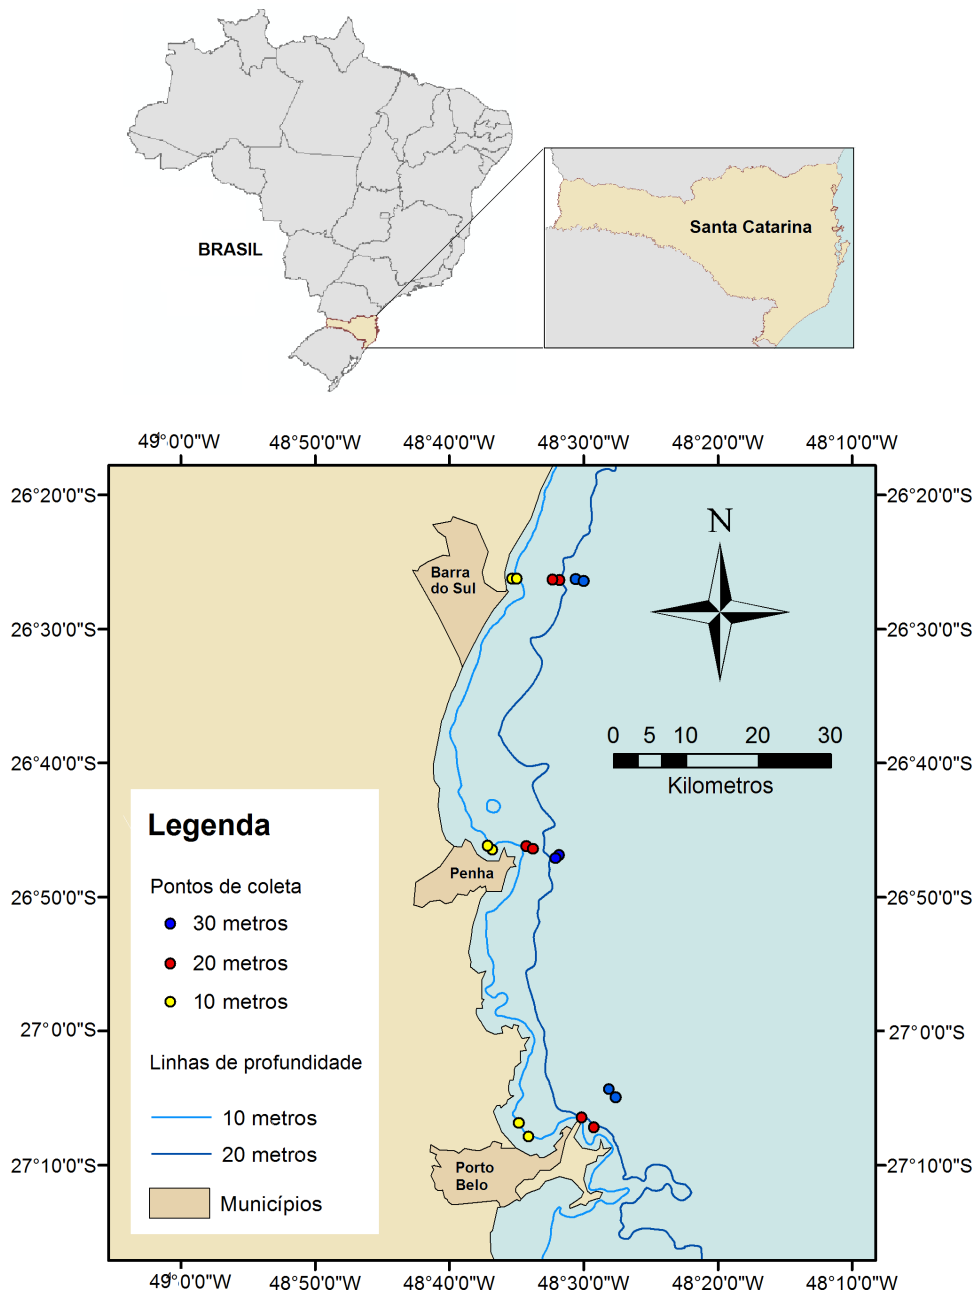 BRASIL
Santa Catarina
49°0'0"W 48°50'0"W 48°40'0"W 48°30'0"W 48°20'0"W 48°10'0"W
26°20'0"S 26°20'0"S
N
Barra
do Sul
26°30'0"S 26°30'0"S
0 5 10 20 30
Kilometros
26°40'0"S 26°40'0"S
Penha
26°50'0"S 26°50'0"S
27°0'0"S 27°0'0"S
Porto
Belo
27°10'0"S 27°10'0"S
Legenda
Pontos de coleta
30 metros
20 metros
10 metros
Linhas de profundidade
10 metros
20 metros
Municípios
49°0'0"W 48°50'0"W 48°40'0"W 48°30'0"W 48°20'0"W 48°10'0"W